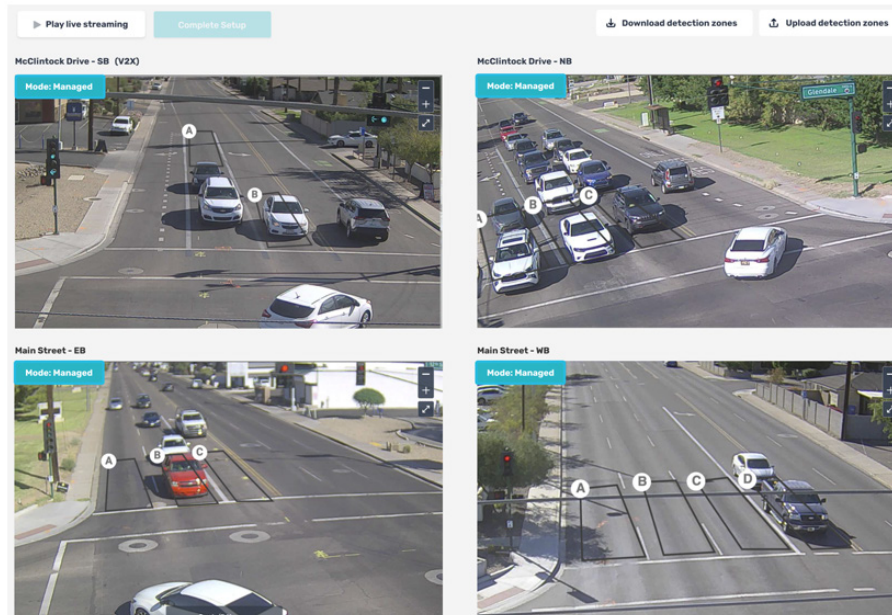 Play live streaming
Complete Setup
Download detection zones
Upload detection zones
McClintock Drive - SB (V2X)
McClintock Drive - NB
Mode: Managed
Mode: Managed
Glendale
A
B
A
B
C
Main Street - EB
Main Street - WB
Mode: Managed
Mode: Managed
A
B
C
A
B
C
D